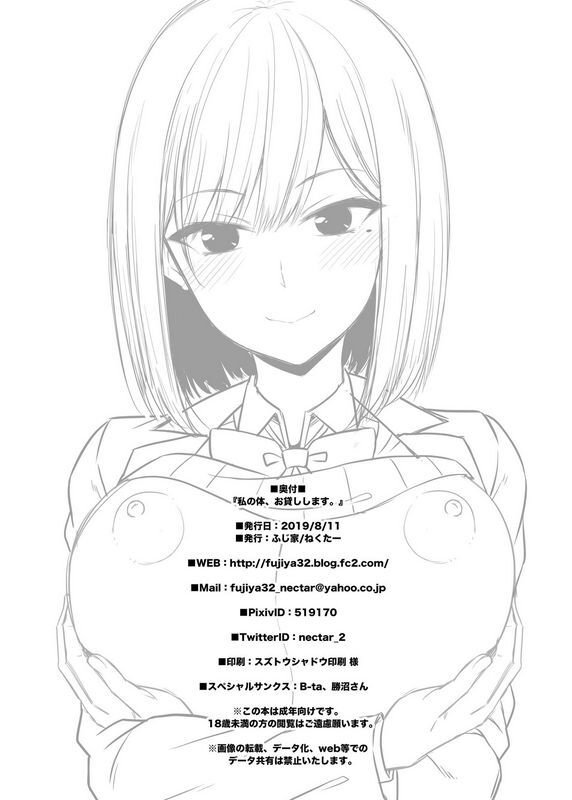 ■奥付■
『私の体、お貸しします。』
■発行日：2019/8/11
■発行：ふじ家/ねくたー
■WEB：http://fujiya32.blog.fc2.com/
■Mail：fujiya32_nectar@yahoo.co.jp
■PixivID：519170
■TwitterID：nectar_2
■印刷：スズトウシャドウ印刷 様
■スペシャルサンクス：B-ta、勝沼さん
※この本は成年向けです。
18歳未満の方の閲覧はご遠慮願います。
※画像の転載、データ化、web等での
データ共有は禁止いたします。